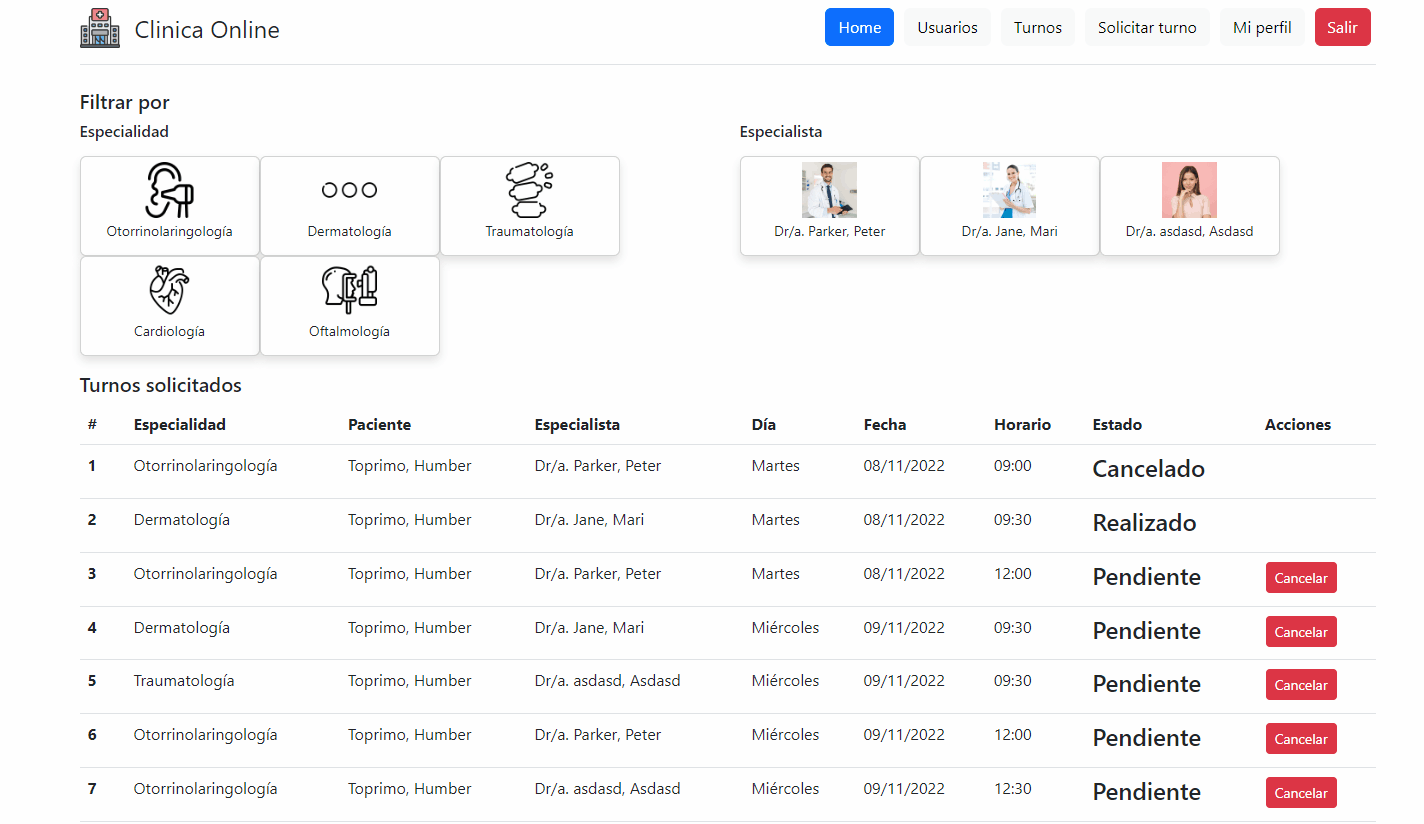 Clinica Online
Home Usuarios Turnos Solicitar turno Mi perfil Salir
Filtrar por
Especialidad
Otorrinolaringología Dermatología Traumatología
Cardiología Oftalmología
Especialista
Dr/a. Parker, Peter Dr/a. Jane, Mari Dr/a. asdasd, Asdasd
Turnos solicitados
# Especialidad Paciente Especialista Día Fecha Horario Estado Acciones
1 Otorrinolaringología Toprimo, Humber Dr/a. Parker, Peter Martes 08/11/2022 09:00 Cancelado
2 Dermatología Toprimo, Humber Dr/a. Jane, Mari Martes 08/11/2022 09:30 Realizado
3 Otorrinolaringología Toprimo, Humber Dr/a. Parker, Peter Martes 08/11/2022 12:00 Pendiente Cancelar
4 Dermatología Toprimo, Humber Dr/a. Jane, Mari Miércoles 09/11/2022 09:30 Pendiente Cancelar
5 Traumatología Toprimo, Humber Dr/a. asdasd, Asdasd Miércoles 09/11/2022 09:30 Pendiente Cancelar
6 Otorrinolaringología Toprimo, Humber Dr/a. Parker, Peter Miércoles 09/11/2022 12:00 Pendiente Cancelar
7 Otorrinolaringología Toprimo, Humber Dr/a. asdasd, Asdasd Miércoles 09/11/2022 12:30 Pendiente Cancelar